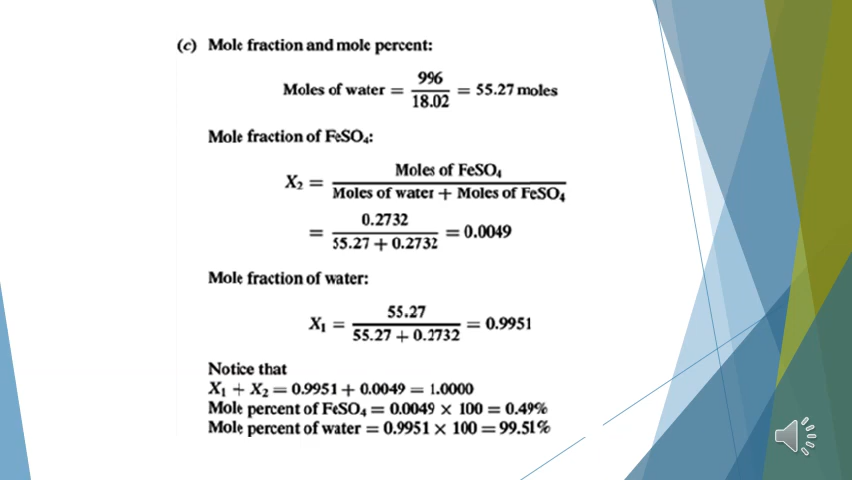 (c) Mole fraction and mole percent:
Moles of water = 996 / 18.02 = 55.27 moles
Mole fraction of FeSO₄:
X₂ = Moles of FeSO₄ / Moles of water + Moles of FeSO₄
= 0.2732 / 55.27 + 0.2732 = 0.0049
Mole fraction of water:
X₁ = 55.27 / 55.27 + 0.2732 = 0.9951
Notice that
X₁ + X₂ = 0.9951 + 0.0049 = 1.0000
Mole percent of FeSO₄ = 0.0049 × 100 = 0.49%
Mole percent of water = 0.9951 × 100 = 99.51%